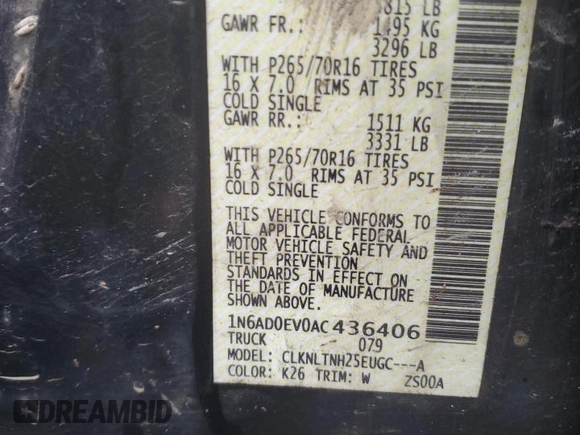 815 LB
GAWR FR.: 1495 KG
3296 LB
WITH P265/70R16 TIRES
16 X 7.0 RIMS AT 35 PSI
COLD SINGLE
GAWR RR.: 1511 KG
3331 LB
WITH P265/70R16 TIRES
16 X 7.0 RIMS AT 35 PSI
COLD SINGLE
THIS VEHICLE CONFORMS TO
ALL APPLICABLE FEDERAL
MOTOR VEHICLE SAFETY AND
THEFT PREVENTION
STANDARDS IN EFFECT ON
THE DATE OF MANUFACTURE
SHOWN ABOVE.
1N6AD0EV0AC436406
TRUCK 079
MODEL: CLKNLTNH25EUGC---A
COLOR: K26 TRIM: W ZS00A
DREAMBID